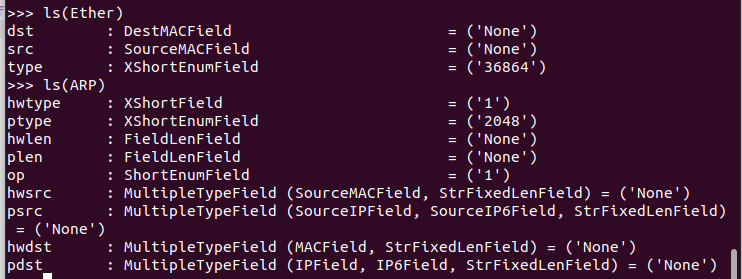 >>> ls(Ether)
dst        : DestMACField                        = ('None')
src        : SourceMACField                      = ('None')
type       : XShortEnumField                     = ('36864')
>>> ls(ARP)
hwtype     : XShortField                         = ('1')
ptype      : XShortEnumField                     = ('2048')
hwlen      : FieldLenField                       = ('None')
plen       : FieldLenField                       = ('None')
op         : ShortEnumField                      = ('1')
hwsrc      : MultipleTypeField (SourceMACField, StrFixedLenField) = ('None')
psrc       : MultipleTypeField (SourceIPField, SourceIP6Field, StrFixedLenField)
 = ('None')
hwdst      : MultipleTypeField (MACField, StrFixedLenField) = ('None')
pdst       : MultipleTypeField (IPField, IP6Field, StrFixedLenField) = ('None')